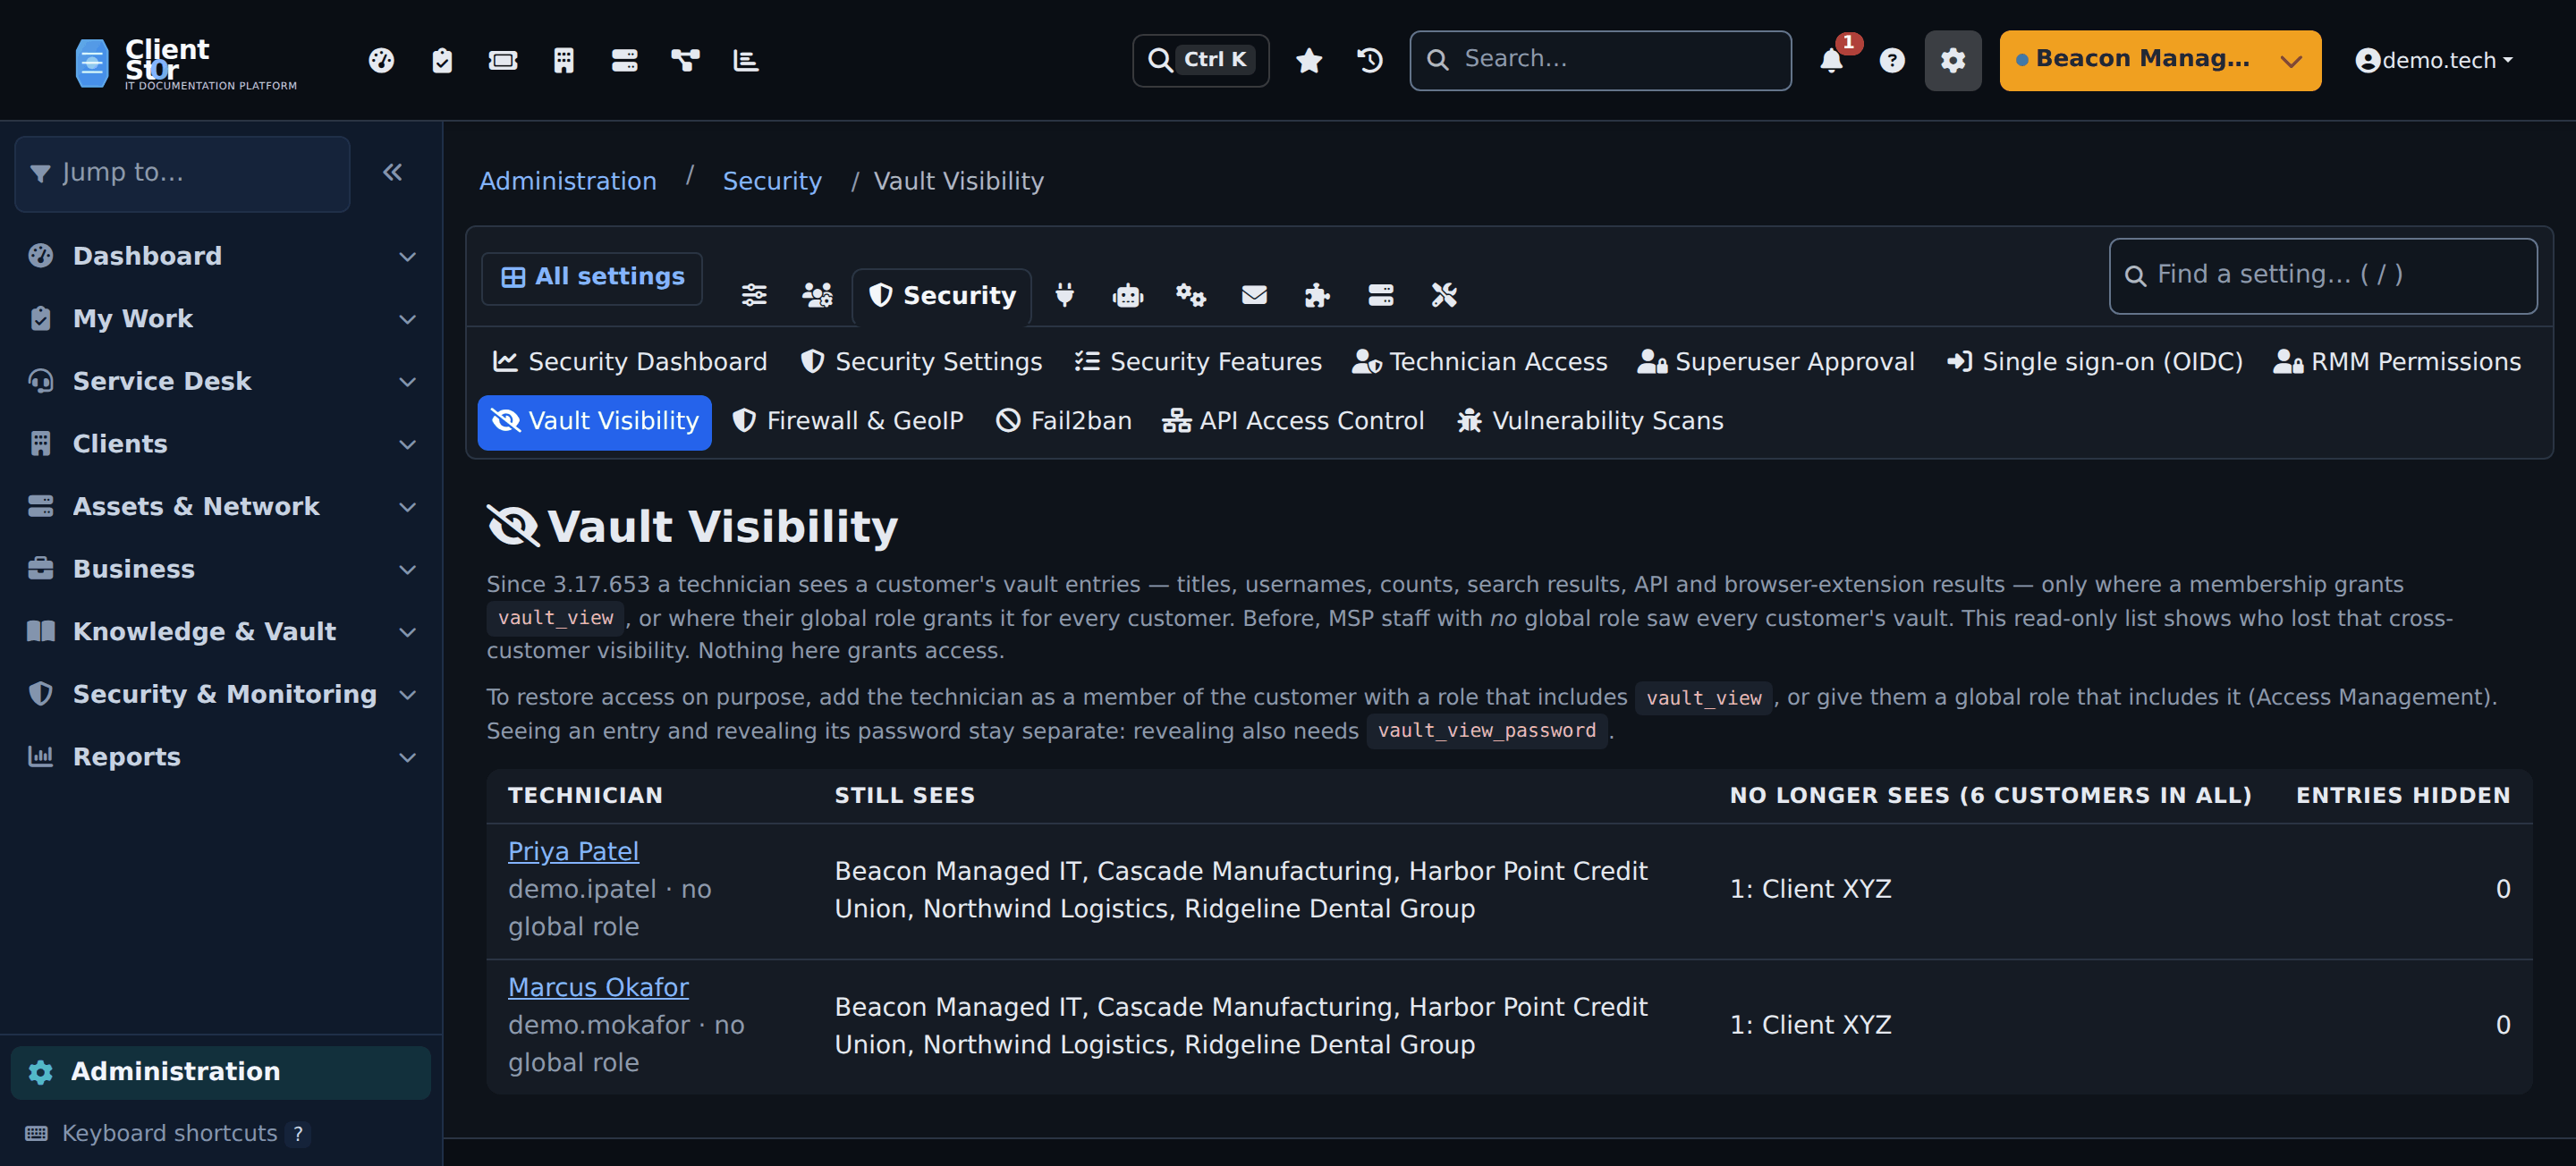 Client
St0r
IT DOCUMENTATION PLATFORM
Ctrl K
Search...
1
?
Beacon Manag...
demo.tech
Jump to...
Dashboard
My Work
Service Desk
Clients
Assets & Network
Business
Knowledge & Vault
Security & Monitoring
Reports
Administration
Keyboard shortcuts ?
Administration / Security / Vault Visibility
All settings
Security
Find a setting... ( / )
Security Dashboard
Security Settings
Security Features
Technician Access
Superuser Approval
Single sign-on (OIDC)
RMM Permissions
Vault Visibility
Firewall & GeoIP
Fail2ban
API Access Control
Vulnerability Scans
Vault Visibility
Since 3.17.653 a technician sees a customer's vault entries — titles, usernames, counts, search results, API and browser-extension results — only where a membership grants
vault_view , or where their global role grants it for every customer. Before, MSP staff with no global role saw every customer's vault. This read-only list shows who lost that cross-
customer visibility. Nothing here grants access.
To restore access on purpose, add the technician as a member of the customer with a role that includes vault_view , or give them a global role that includes it (Access Management).
Seeing an entry and revealing its password stay separate: revealing also needs vault_view_password .
TECHNICIAN STILL SEES NO LONGER SEES (6 CUSTOMERS IN ALL) ENTRIES HIDDEN
Priya Patel
demo.ipatel · no
global role
Beacon Managed IT, Cascade Manufacturing, Harbor Point Credit
Union, Northwind Logistics, Ridgeline Dental Group
1: Client XYZ
0
Marcus Okafor
demo.mokafor · no
global role
Beacon Managed IT, Cascade Manufacturing, Harbor Point Credit
Union, Northwind Logistics, Ridgeline Dental Group
1: Client XYZ
0